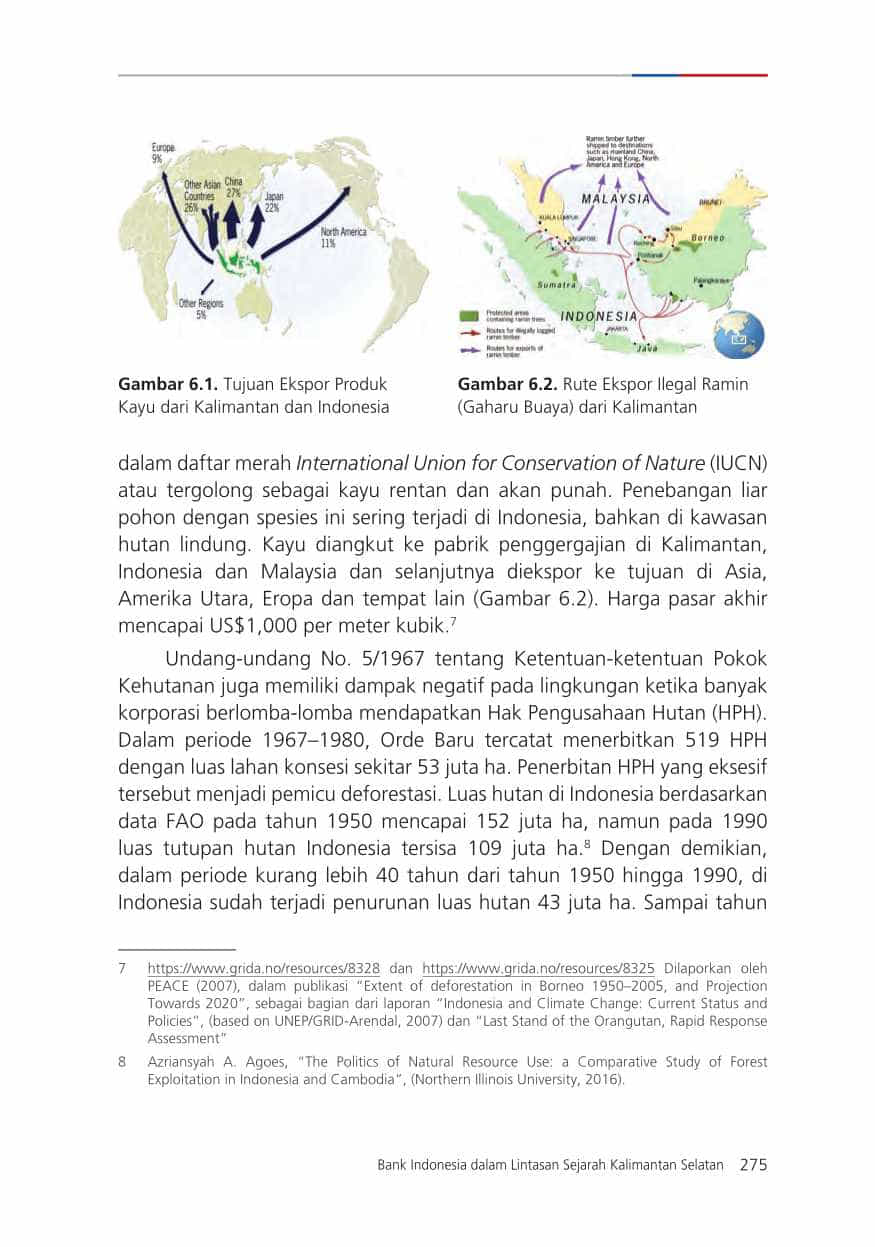 Europe
9%
Other Asian
Countries
26%
China
27%
Japan
22%
North America
11%
Other Regions
5%
Ramin timber further
shipped to destinations
such as mainland China,
Japan, Hong Kong, North
America and Europe
MALAYSIA
BRUNEI
KUALA LUMPUR
SINGAPORE
Sibu
Kuching
Borneo
Pontianak
Sumatra
Palangkaraya
INDONESIA
JAKARTA
Java
Protected areas
containing ramin trees
Routes for illegally logged
ramin timber
Routes for exports of
ramin timber
Gambar 6.1. Tujuan Ekspor Produk
Kayu dari Kalimantan dan Indonesia
Gambar 6.2. Rute Ekspor Ilegal Ramin
(Gaharu Buaya) dari Kalimantan
dalam daftar merah International Union for Conservation of Nature (IUCN)
atau tergolong sebagai kayu rentan dan akan punah. Penebangan liar
pohon dengan spesies ini sering terjadi di Indonesia, bahkan di kawasan
hutan lindung. Kayu diangkut ke pabrik penggergajian di Kalimantan,
Indonesia dan Malaysia dan selanjutnya diekspor ke tujuan di Asia,
Amerika Utara, Eropa dan tempat lain (Gambar 6.2). Harga pasar akhir
mencapai US$1,000 per meter kubik.7
Undang-undang No. 5/1967 tentang Ketentuan-ketentuan Pokok
Kehutanan juga memiliki dampak negatif pada lingkungan ketika banyak
korporasi berlomba-lomba mendapatkan Hak Pengusahaan Hutan (HPH).
Dalam periode 1967–1980, Orde Baru tercatat menerbitkan 519 HPH
dengan luas lahan konsesi sekitar 53 juta ha. Penerbitan HPH yang eksesif
tersebut menjadi pemicu deforestasi. Luas hutan di Indonesia berdasarkan
data FAO pada tahun 1950 mencapai 152 juta ha, namun pada 1990
luas tutupan hutan Indonesia tersisa 109 juta ha.8 Dengan demikian,
dalam periode kurang lebih 40 tahun dari tahun 1950 hingga 1990, di
Indonesia sudah terjadi penurunan luas hutan 43 juta ha. Sampai tahun
7 https://www.grida.no/resources/8328 dan https://www.grida.no/resources/8325 Dilaporkan oleh
PEACE (2007), dalam publikasi “Extent of deforestation in Borneo 1950–2005, and Projection
Towards 2020”, sebagai bagian dari laporan “Indonesia and Climate Change: Current Status and
Policies”, (based on UNEP/GRID-Arendal, 2007) dan “Last Stand of the Orangutan, Rapid Response
Assessment”
8 Azriansyah A. Agoes, “The Politics of Natural Resource Use: a Comparative Study of Forest
Exploitation in Indonesia and Cambodia”, (Northern Illinois University, 2016).
Bank Indonesia dalam Lintasan Sejarah Kalimantan Selatan 275